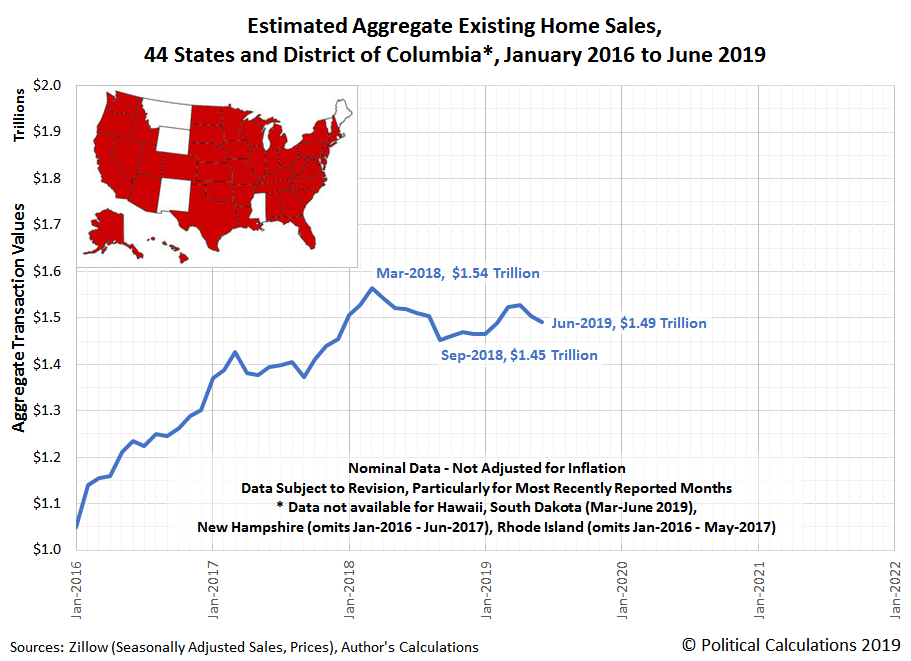 Estimated Aggregate Existing Home Sales,
44 States and District of Columbia*, January 2016 to June 2019
Aggregate Transaction Values Trillions
$2.0
$1.9
$1.8
$1.7
$1.6
$1.5
$1.4
$1.3
$1.2
$1.1
$1.0
Mar-2018, $1.54 Trillion
Jun-2019, $1.49 Trillion
Sep-2018, $1.45 Trillion
Nominal Data - Not Adjusted for Inflation
Data Subject to Revision, Particularly for Most Recently Reported Months
* Data not available for Hawaii, South Dakota (Mar-June 2019),
New Hampshire (omits Jan-2016 - Jun-2017), Rhode Island (omits Jan-2016 - May-2017)
Jan-2016
Jan-2017
Jan-2018
Jan-2019
Jan-2020
Jan-2021
Jan-2022
Sources: Zillow (Seasonally Adjusted Sales, Prices), Author's Calculations
© Political Calculations 2019